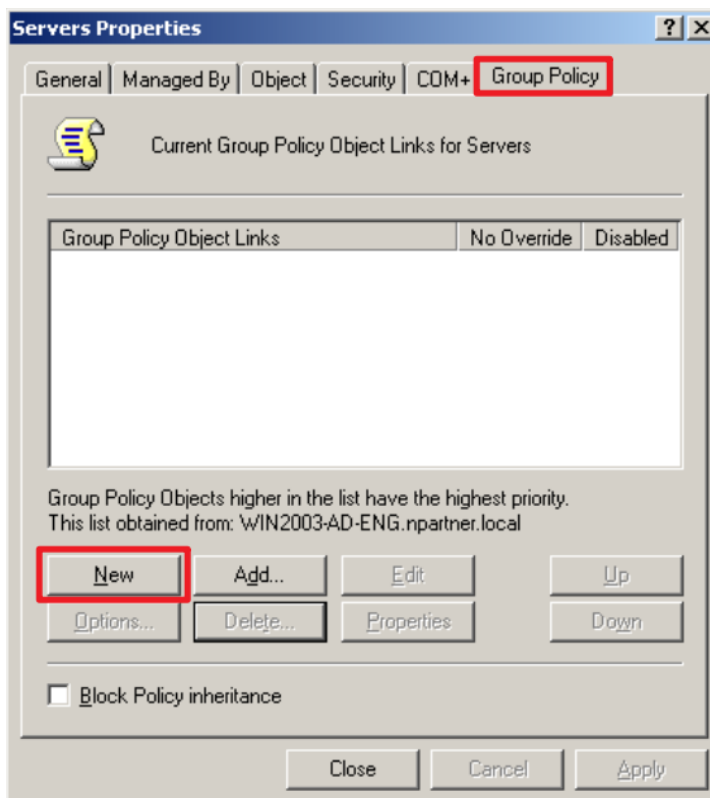 Servers Properties
General Managed By Object Security COM+ Group Policy
Current Group Policy Object Links for Servers
Group Policy Object Links No Override Disabled
Group Policy Objects higher in the list have the highest priority.
This list obtained from: WIN2003-AD-ENG.npartner.local
New Add... Edit Up
Options... Delete... Properties Down
Block Policy inheritance
Close Cancel Apply